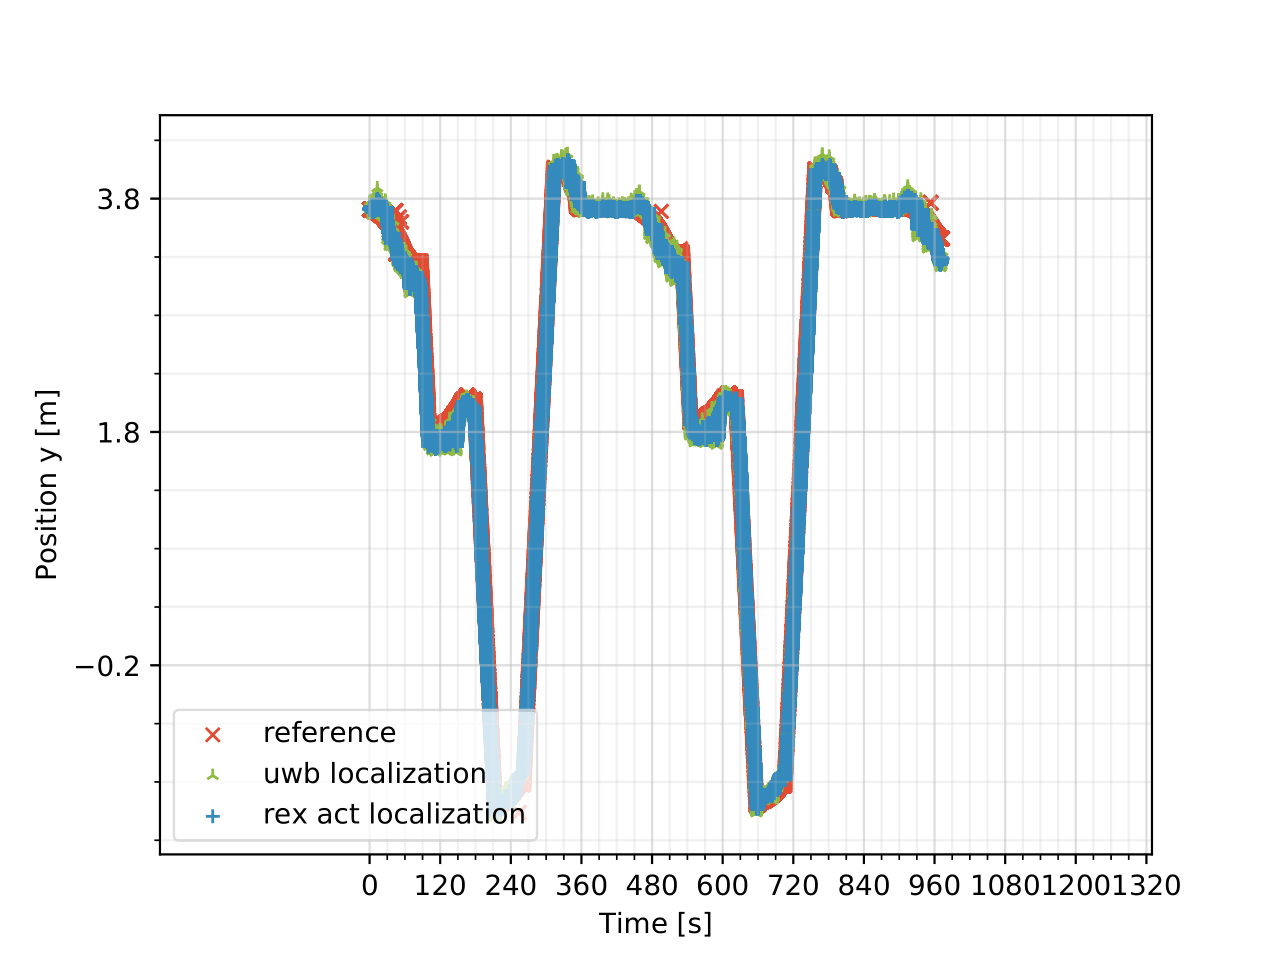 3.8
1.8
−0.2
Position y [m]
reference
uwb localization
rex act localization
0 120 240 360 480 600 720 840 960 1080 1200 1320
Time [s]